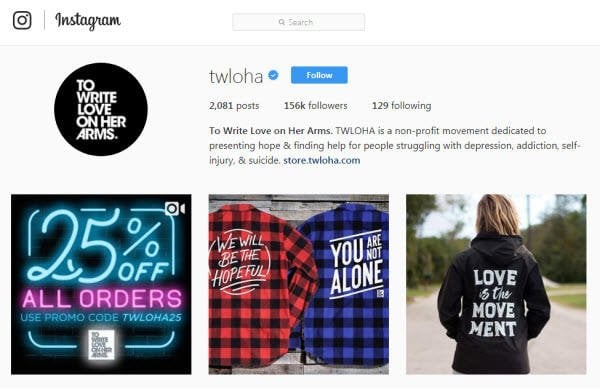 Instagram
Search
TO
WRITE
LOVE
ON HER
ARMS.
twloha
Follow
2,081 posts 156k followers 129 following
To Write Love on Her Arms. TWLOHA is a non-profit movement dedicated to
presenting hope & finding help for people struggling with depression, addiction, self-
injury, & suicide. store.twloha.com
25% OFF
ALL ORDERS
USE PROMO CODE TWLOHA25
TO
WRITE
LOVE
ON HER
ARMS.
WE WILL
BE THE
HOPEFUL
YOU ARE
NOT
ALONE
LOVE
is the
MOVE
MENT